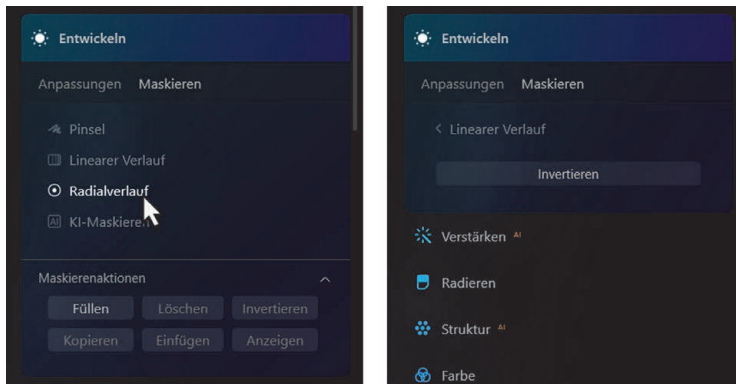 Entwickeln
Anpassungen Maskieren
Pinsel
Linearer Verlauf
Radialverlauf
AI KI-Maskieren
Maskierenaktionen
Füllen Löschen Invertieren
Kopieren Einfügen Anzeigen
Entwickeln
Anpassungen Maskieren
Linearer Verlauf
Invertieren
Verstärken AI
Radieren
Struktur AI
Farbe